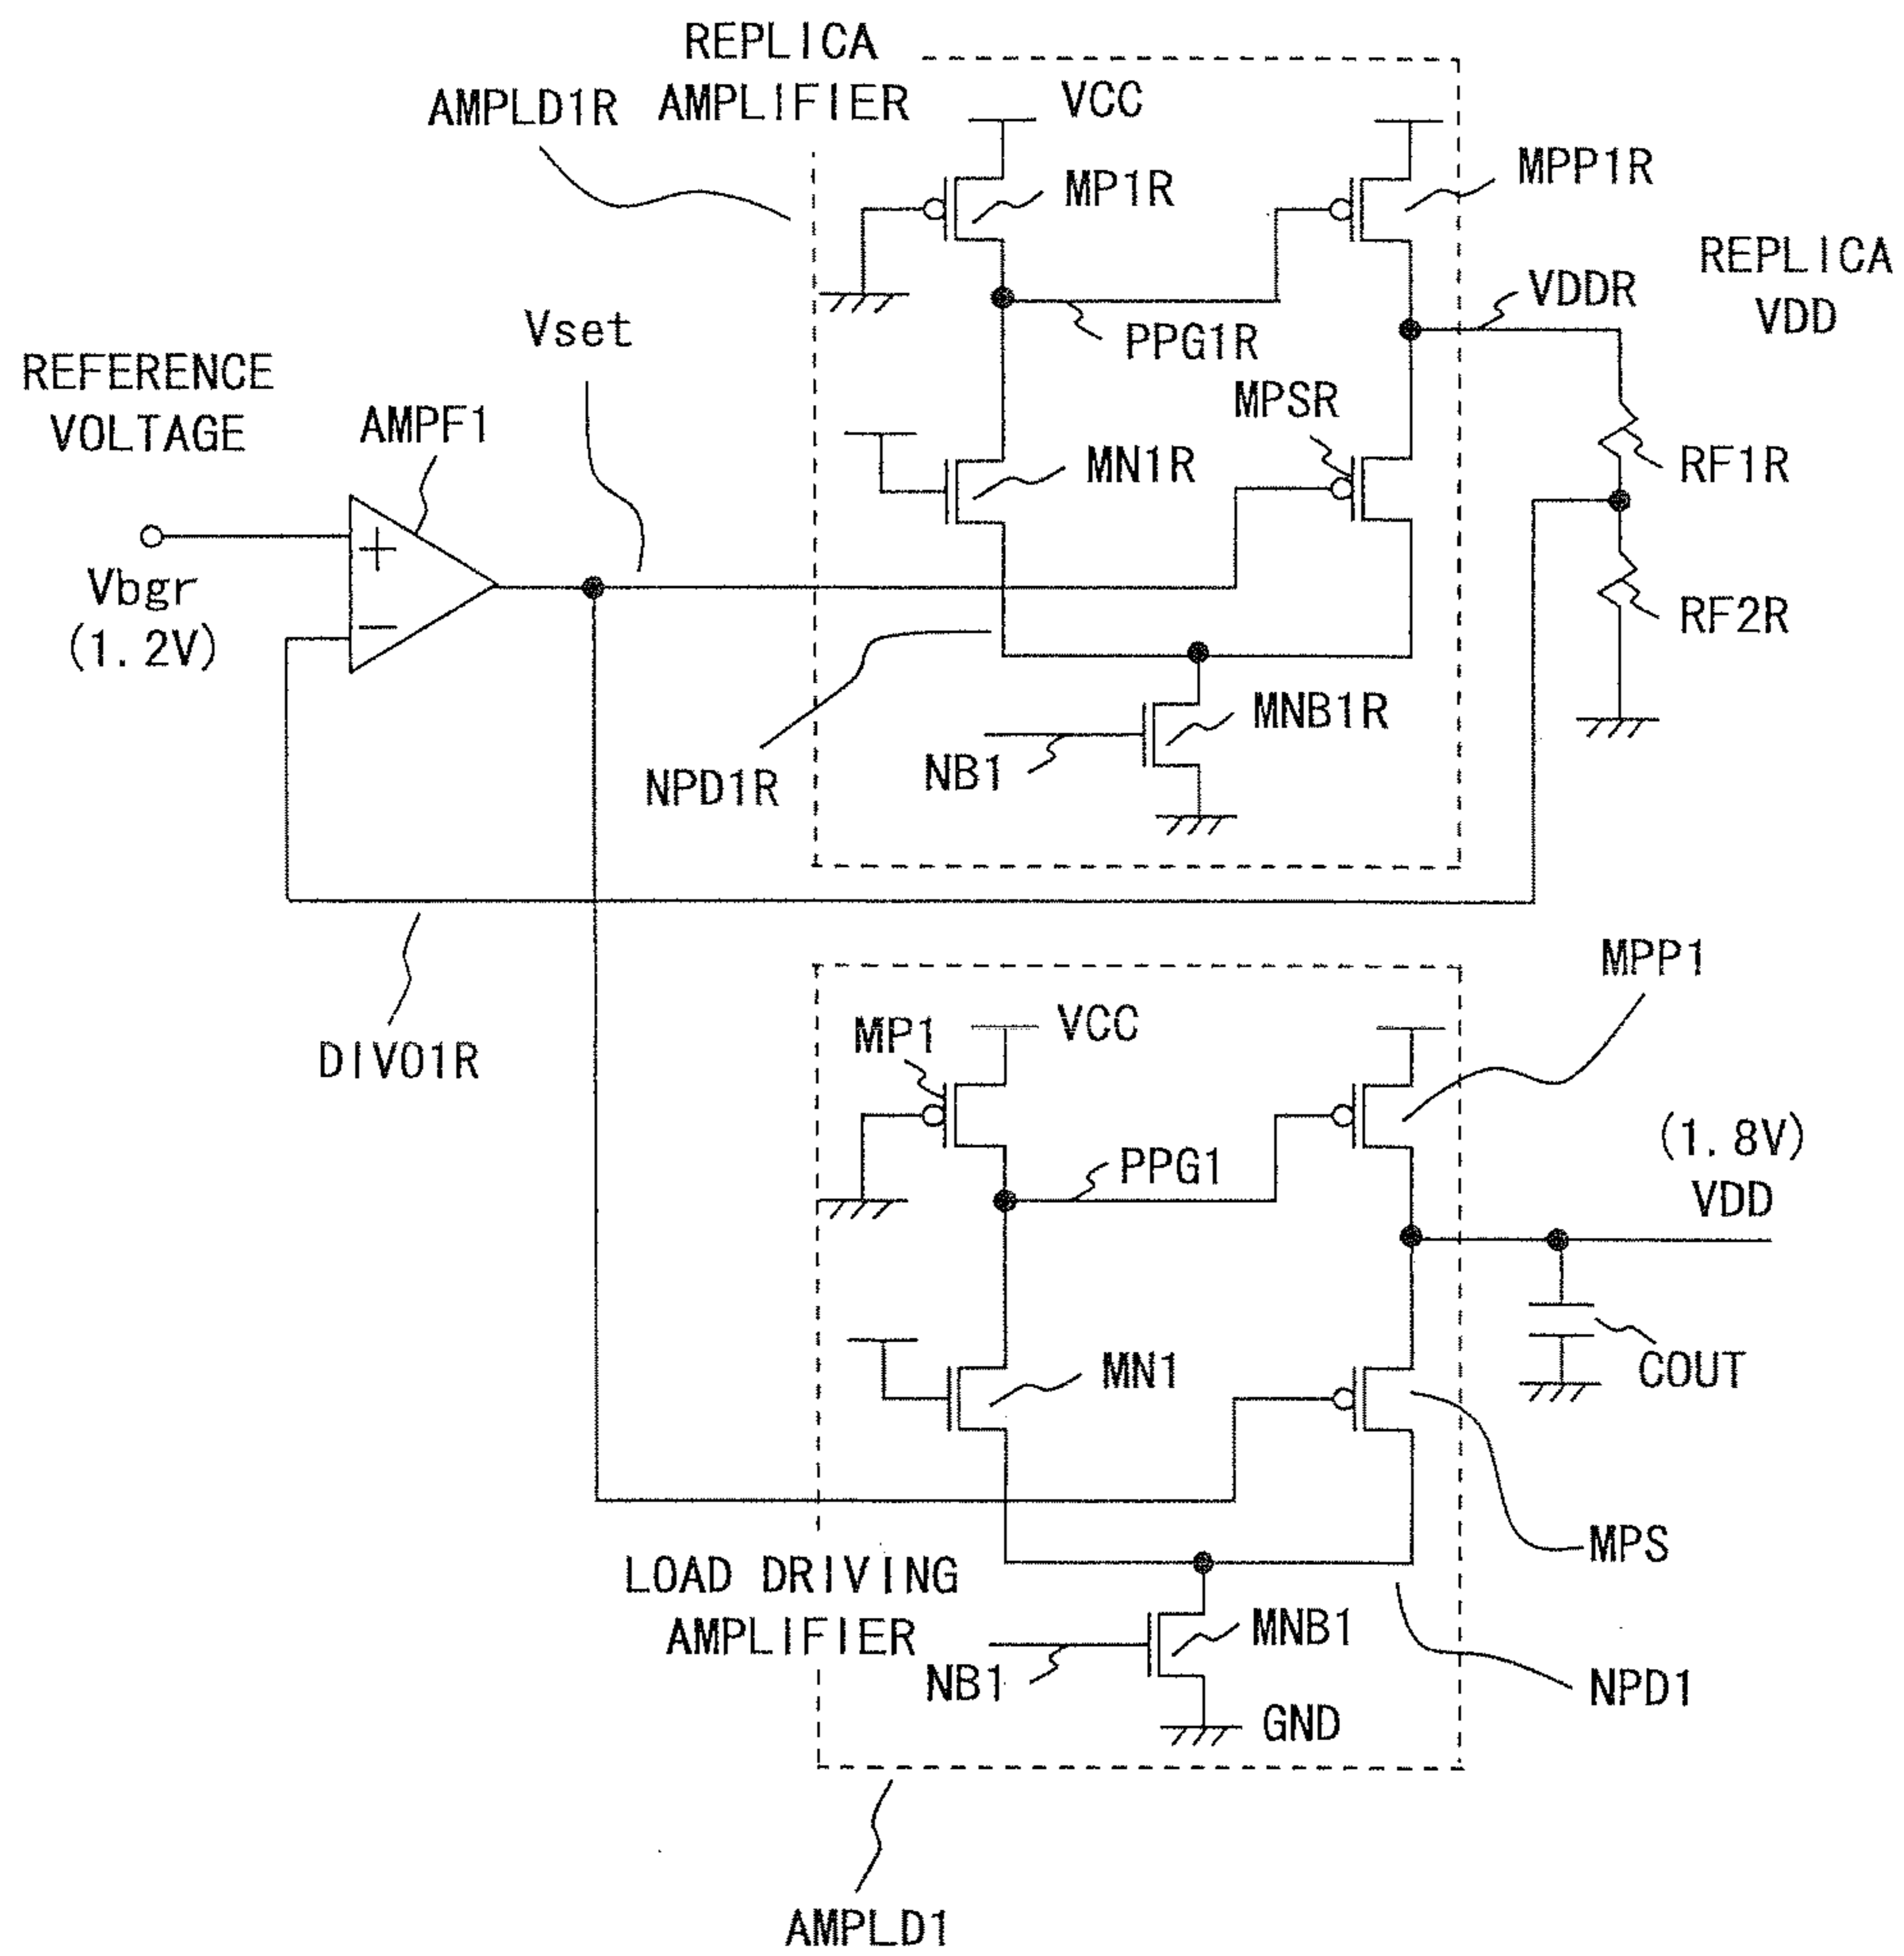 REPLICA
AMPLIFIER
AMPLD1R
VCC
MP1R
MPP1R
REPLICA
VDD
VDDR
PPG1R
Vset
REFERENCE
VOLTAGE
AMPF1
MPSR
MN1R
RF1R
+
−
Vbgr
(1.2V)
RF2R
MNB1R
NB1
NPD1R
DIVO1R
MPP1
MP1
VCC
(1.8V)
VDD
PPG1
MN1
COUT
MPS
LOAD DRIVING
AMPLIFIER
MNB1
NB1
NPD1
GND
AMPLD1